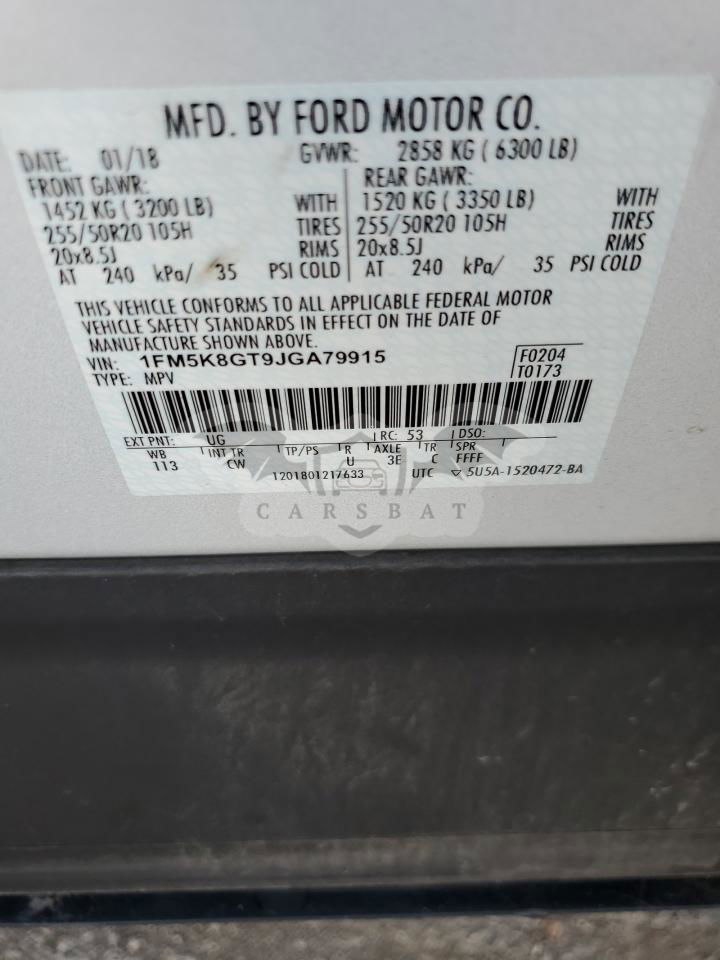 MFD. BY FORD MOTOR CO.
DATE: 01/18 GVWR: 2858 KG ( 6300 LB)
FRONT GAWR: REAR GAWR:
1452 KG ( 3200 LB) WITH 1520 KG ( 3350 LB) WITH
255/50R20 105H TIRES 255/50R20 105H TIRES
20x8.5J RIMS 20x8.5J RIMS
AT 240 kPa/ 35 PSI COLD AT 240 kPa/ 35 PSI COLD
THIS VEHICLE CONFORMS TO ALL APPLICABLE FEDERAL MOTOR
VEHICLE SAFETY STANDARDS IN EFFECT ON THE DATE OF
MANUFACTURE SHOWN ABOVE.
VIN: 1FM5K8GT9JGA79915 F0204
TYPE: MPV T0173
EXT PNT: UG RC: 53 DSO:
WB INT TR TP/PS R AXLE TR SPR
113 CW U 3E C FFFF
1201801217633 UTC ▽ 5U5A-1520472-BA
CARSBAT